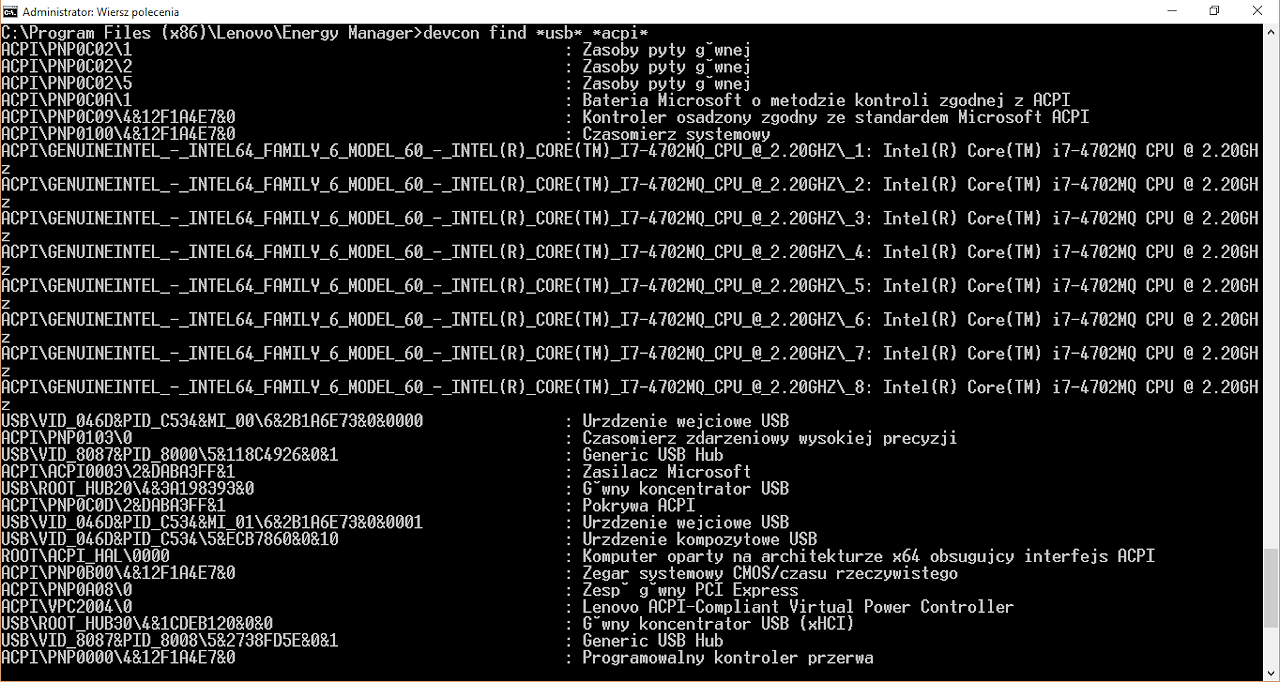 Administrator: Wiersz polecenia
C:\Program Files (x86)\Lenovo\Energy Manager>devcon find *usb* *acpi*
ACPI\PNP0C02\1 : Zasoby pyty g˘wnej
ACPI\PNP0C02\2 : Zasoby pyty g˘wnej
ACPI\PNP0C02\5 : Zasoby pyty g˘wnej
ACPI\PNP0C0A\1 : Bateria Microsoft o metodzie kontroli zgodnej z ACPI
ACPI\PNP0C09\4&12F1A4E7&0 : Kontroler osadzony zgodny ze standardem Microsoft ACPI
ACPI\PNP0100\4&12F1A4E7&0 : Czasomierz systemowy
ACPI\GENUINEINTEL_-_INTEL64_FAMILY_6_MODEL_60_-_INTEL(R)_CORE(TM)_I7-4702MQ_CPU_@_2.20GHZ\_1: Intel(R) Core(TM) i7-4702MQ CPU @ 2.20GH
z
ACPI\GENUINEINTEL_-_INTEL64_FAMILY_6_MODEL_60_-_INTEL(R)_CORE(TM)_I7-4702MQ_CPU_@_2.20GHZ\_2: Intel(R) Core(TM) i7-4702MQ CPU @ 2.20GH
z
ACPI\GENUINEINTEL_-_INTEL64_FAMILY_6_MODEL_60_-_INTEL(R)_CORE(TM)_I7-4702MQ_CPU_@_2.20GHZ\_3: Intel(R) Core(TM) i7-4702MQ CPU @ 2.20GH
z
ACPI\GENUINEINTEL_-_INTEL64_FAMILY_6_MODEL_60_-_INTEL(R)_CORE(TM)_I7-4702MQ_CPU_@_2.20GHZ\_4: Intel(R) Core(TM) i7-4702MQ CPU @ 2.20GH
z
ACPI\GENUINEINTEL_-_INTEL64_FAMILY_6_MODEL_60_-_INTEL(R)_CORE(TM)_I7-4702MQ_CPU_@_2.20GHZ\_5: Intel(R) Core(TM) i7-4702MQ CPU @ 2.20GH
z
ACPI\GENUINEINTEL_-_INTEL64_FAMILY_6_MODEL_60_-_INTEL(R)_CORE(TM)_I7-4702MQ_CPU_@_2.20GHZ\_6: Intel(R) Core(TM) i7-4702MQ CPU @ 2.20GH
z
ACPI\GENUINEINTEL_-_INTEL64_FAMILY_6_MODEL_60_-_INTEL(R)_CORE(TM)_I7-4702MQ_CPU_@_2.20GHZ\_7: Intel(R) Core(TM) i7-4702MQ CPU @ 2.20GH
z
ACPI\GENUINEINTEL_-_INTEL64_FAMILY_6_MODEL_60_-_INTEL(R)_CORE(TM)_I7-4702MQ_CPU_@_2.20GHZ\_8: Intel(R) Core(TM) i7-4702MQ CPU @ 2.20GH
z
USB\VID_046D&PID_C534&MI_00\6&2B1A6E73&0&0000 : Urzdzenie wejciowe USB
ACPI\PNP0103\0 : Czasomierz zdarzeniowy wysokiej precyzji
USB\VID_8087&PID_8000\5&118C4926&0&1 : Generic USB Hub
ACPI\ACPI0003\2&DABA3FF&1 : Zasilacz Microsoft
USB\ROOT_HUB20\4&3A198393&0 : G˘wny koncentrator USB
ACPI\PNP0C0D\2&DABA3FF&1 : Pokrywa ACPI
USB\VID_046D&PID_C534&MI_01\6&2B1A6E73&0&0001 : Urzdzenie wejciowe USB
USB\VID_046D&PID_C534\5&ECB7860&0&10 : Urzdzenie kompozytowe USB
ROOT\ACPI_HAL\0000 : Komputer oparty na architekturze x64 obsugujcy interfejs ACPI
ACPI\PNP0B00\4&12F1A4E7&0 : Zegar systemowy CMOS/czasu rzeczywistego
ACPI\PNP0A08\0 : Zesp˘ g˘wny PCI Express
ACPI\VPC2004\0 : Lenovo ACPI-Compliant Virtual Power Controller
USB\ROOT_HUB30\4&1CDEB120&0&0 : G˘wny koncentrator USB (xHCI)
USB\VID_8087&PID_8008\5&2738FD5E&0&1 : Generic USB Hub
ACPI\PNP0000\4&12F1A4E7&0 : Programowalny kontroler przerwa